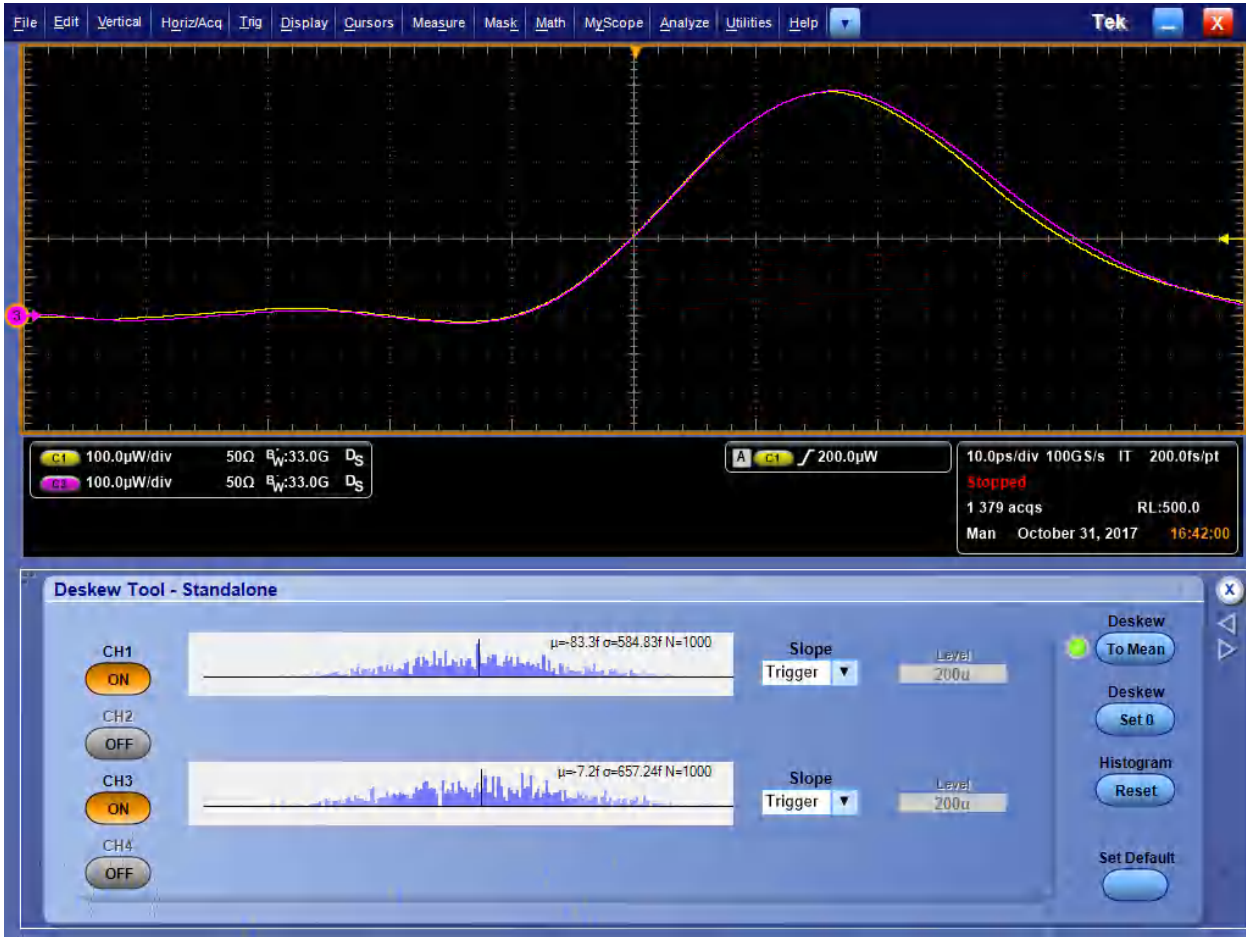 File Edit Vertical Horiz/Acq Trig Display Cursors Measure Mask Math MyScope Analyze Utilities Help Tek X
3
C1 100.0µW/div 50Ω BW:33.0G DS
C3 100.0µW/div 50Ω BW:33.0G DS
A C1 200.0µW
10.0ps/div 100GS/s IT 200.0fs/pt
Stopped
1 379 acqs RL:500.0
Man October 31, 2017 16:42:00
Deskew Tool - Standalone
X
CH1
ON
µ=-83.3f σ=584.83f N=1000
Slope
Trigger
Level
200u
Deskew
To Mean
CH2
OFF
Deskew
Set 0
CH3
ON
µ=-7.2f σ=657.24f N=1000
Slope
Trigger
Level
200u
Histogram
Reset
CH4
OFF
Set Default